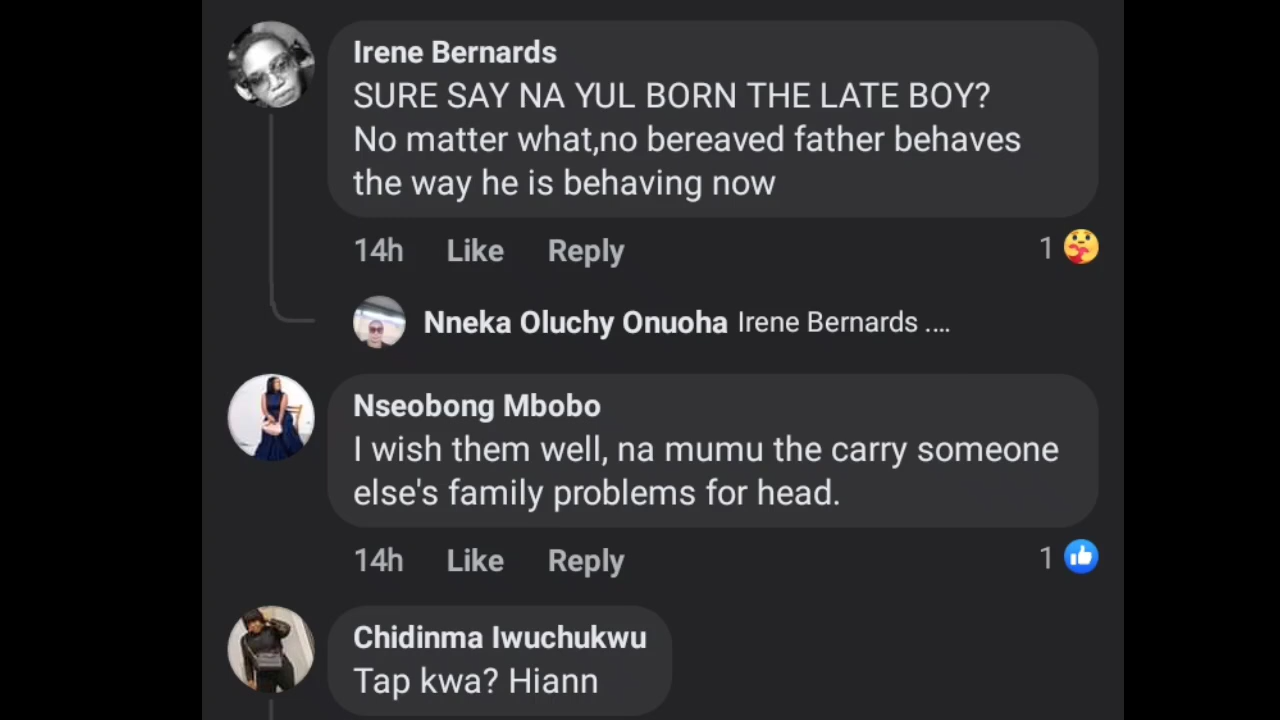 Irene Bernards
SURE SAY NA YUL BORN THE LATE BOY?
No matter what,no bereaved father behaves
the way he is behaving now
14h Like Reply 1
Nneka Oluchy Onuoha Irene Bernards ....
Nseobong Mbobo
I wish them well, na mumu the carry someone
else's family problems for head.
14h Like Reply 1
Chidinma Iwuchukwu
Tap kwa? Hiann